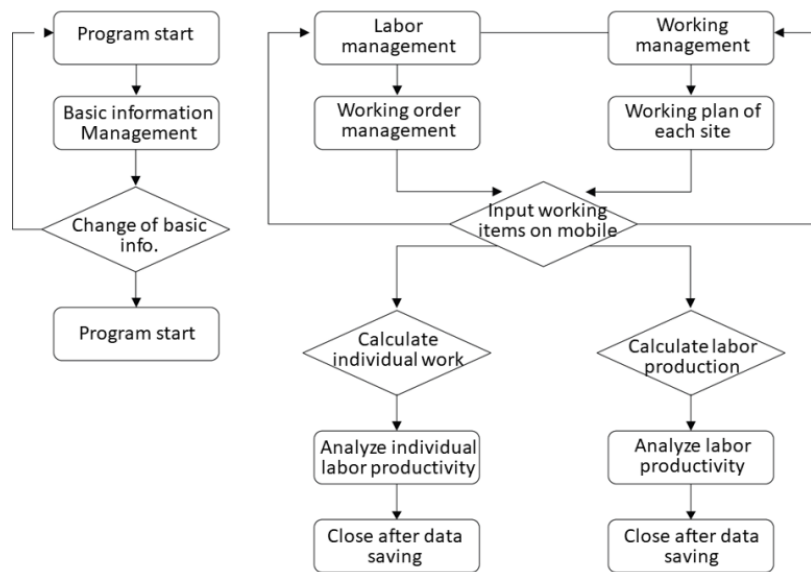 Program start
Basic information
Management
Change of basic
info.
Program start
Labor
management
Working
management
Working order
management
Working plan of
each site
Input working
items on mobile
Calculate
individual work
Calculate labor
production
Analyze individual
labor productivity
Analyze labor
productivity
Close after data
saving
Close after data
saving